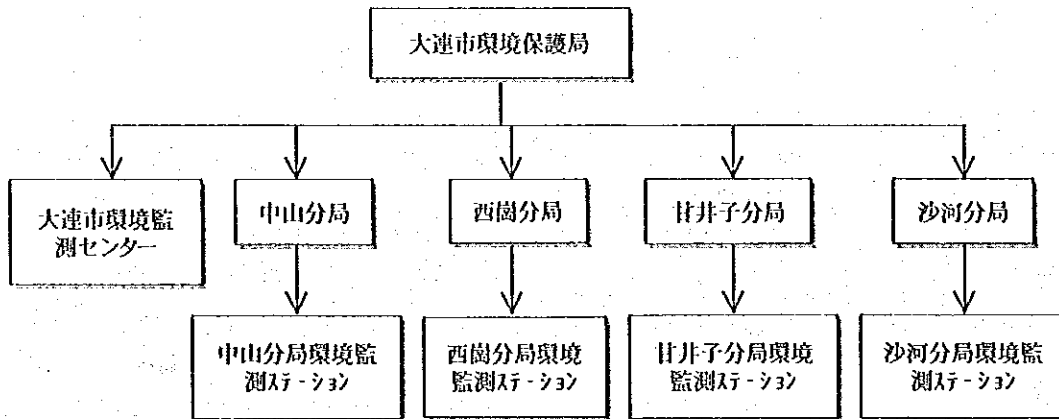 大連市環境保護局
大連市環境監
測センター
中山分局
西崗分局
甘井子分局
沙河分局
中山分局環境監
測ステーション
西崗分局環境
監測ステーション
甘井子分局環境
監測ステーション
沙河分局環境監
測ステーション